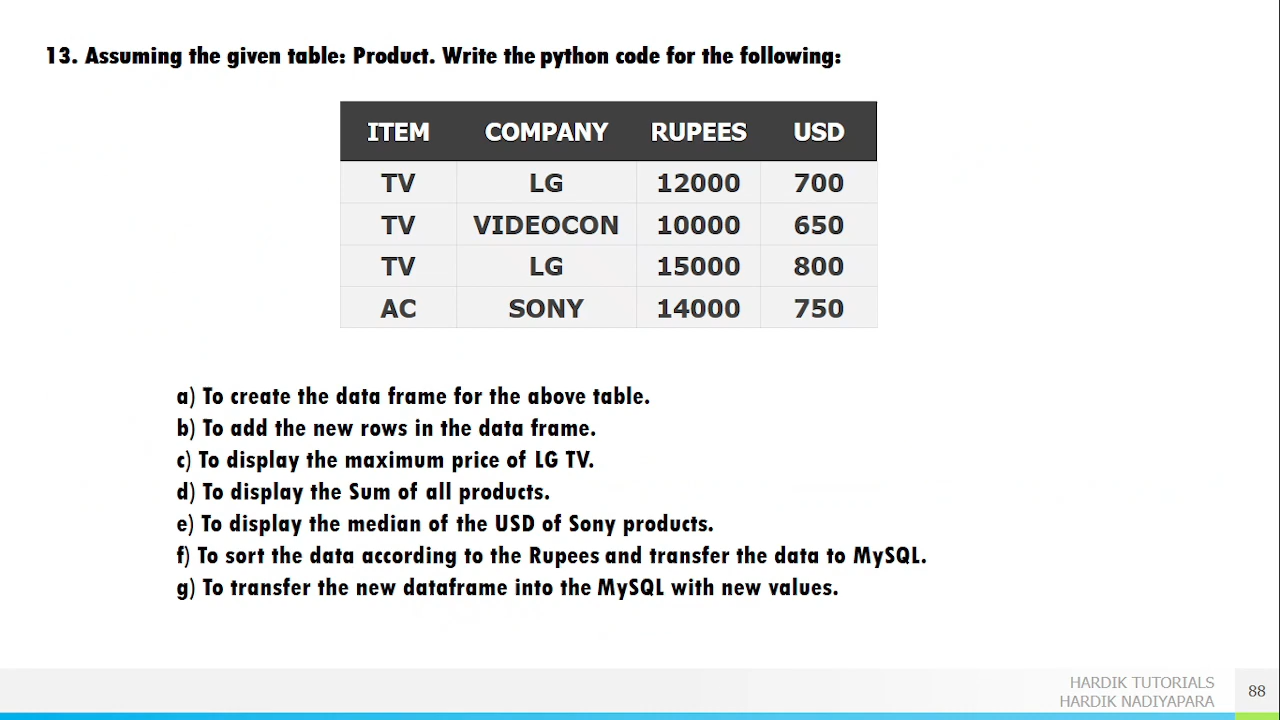 13. Assuming the given table: Product. Write the python code for the following:
ITEM COMPANY RUPEES USD
TV LG 12000 700
TV VIDEOCON 10000 650
TV LG 15000 800
AC SONY 14000 750
a) To create the data frame for the above table.
b) To add the new rows in the data frame.
c) To display the maximum price of LG TV.
d) To display the Sum of all products.
e) To display the median of the USD of Sony products.
f) To sort the data according to the Rupees and transfer the data to MySQL.
g) To transfer the new dataframe into the MySQL with new values.
HARDIK TUTORIALS
HARDIK NADIYAPARA
88